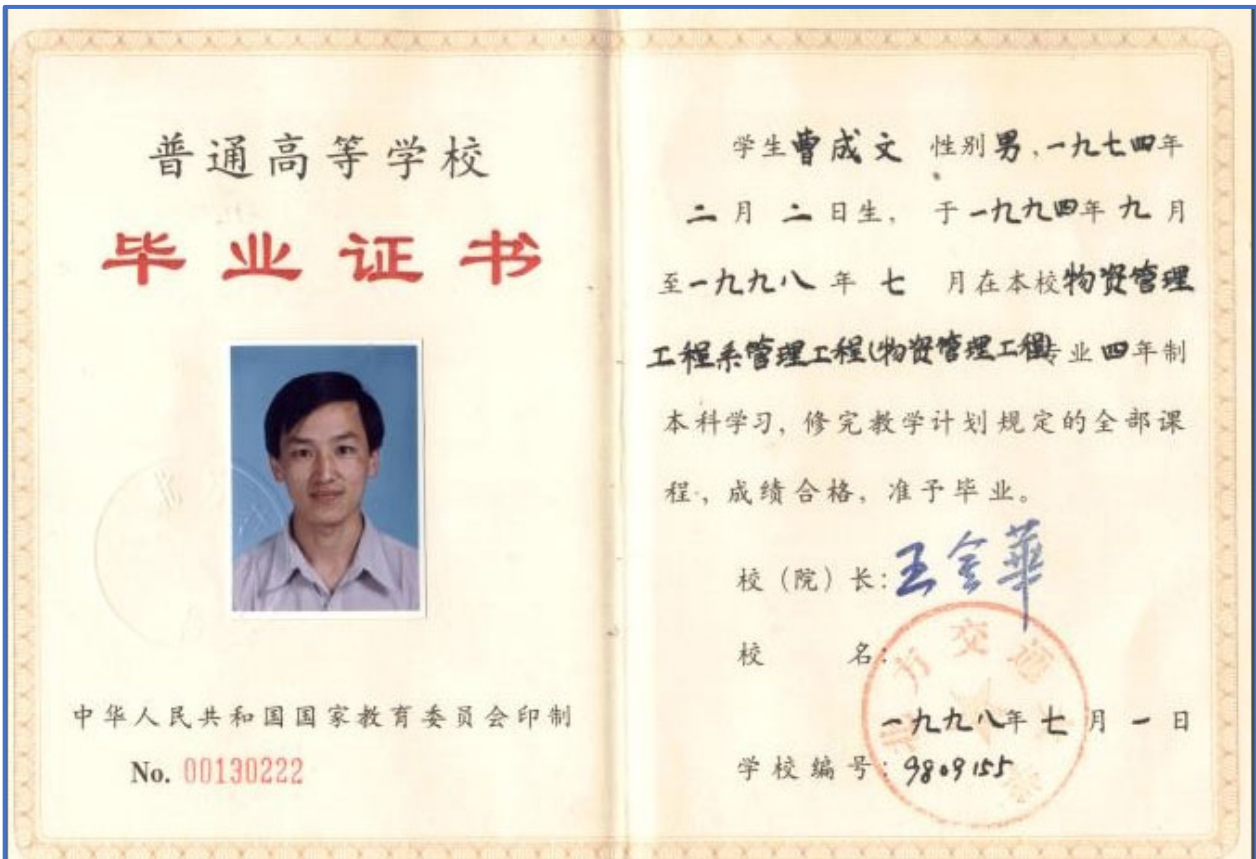 普通高等学校
毕业证书
中华人民共和国国家教育委员会印制
No. 00130222
学生曹成文 性别男，一九七四年
二月二日生，于一九九四年九月
至一九九八年七月在本校物资管理
工程系管理工程(物资管理工程)专业四年制
本科学习，修完教学计划规定的全部课
程，成绩合格，准予毕业。
校（院）长：王金華
校 名：
北方交通大学
一九九八年七月一日
学校编号：9809155